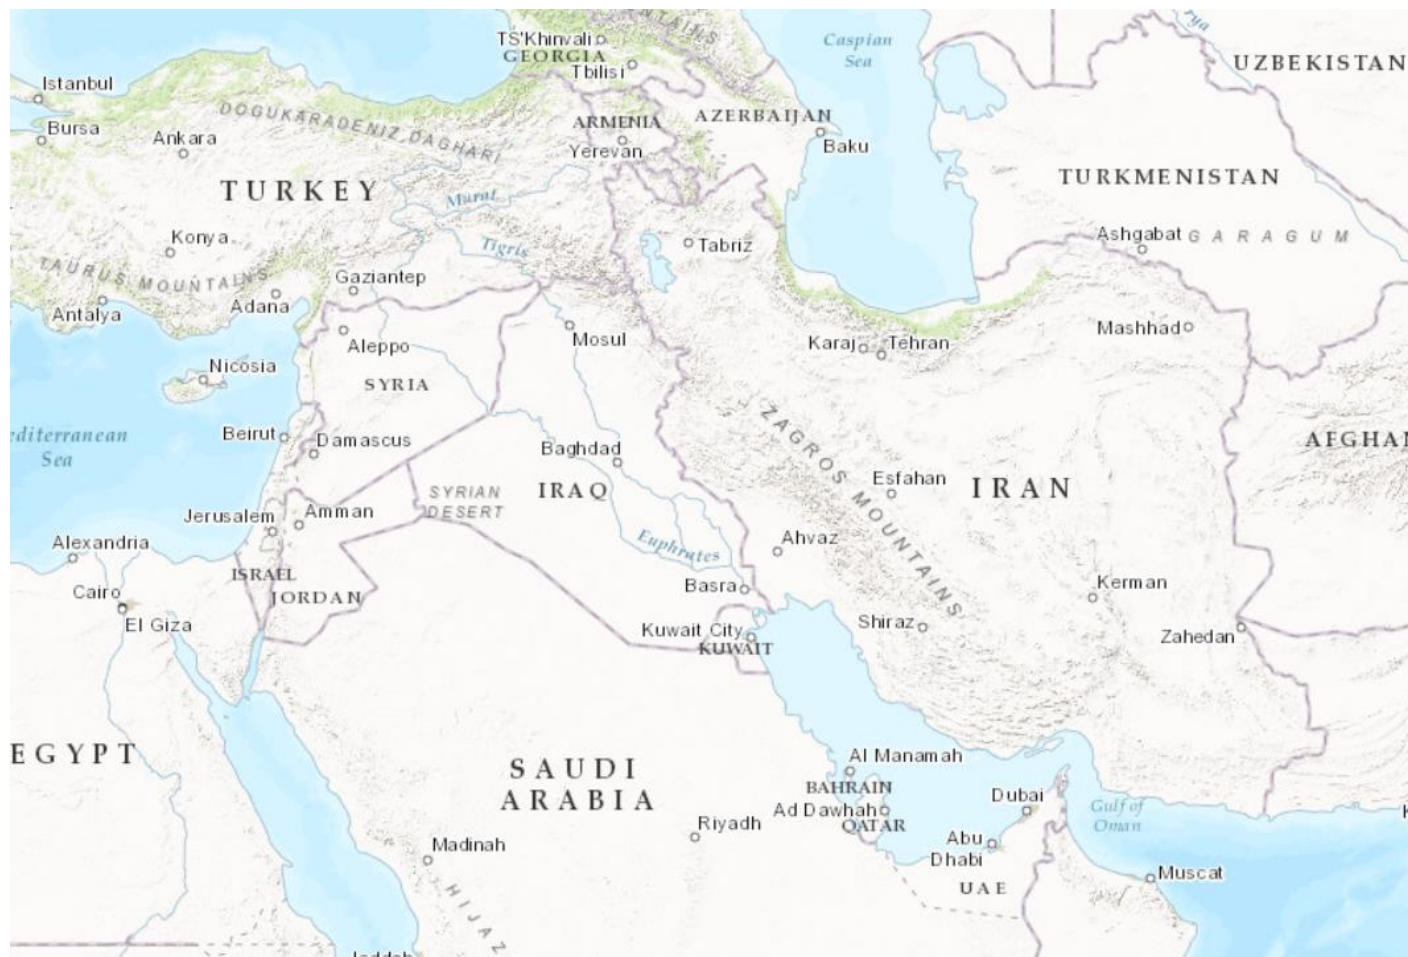 TS'Khinvali
GEORGIA
Tbilisi
Caspian
Sea
UZBEKISTAN
Istanbul
Bursa
Ankara
DOGUKARADENIZ DAGHARI
ARMENIA
Yerevan
AZERBAIJAN
Baku
TURKEY
Murat
TURKMENISTAN
Konya
Tigris
Tabriz
Ashgabat
GARAGUM
TAURUS MOUNTAINS
Gaziantep
Adana
Antalya
Aleppo
Mosul
Karaj
Tehran
Mashhad
Nicosia
SYRIA
editerranean
Sea
Beirut
Damascus
Baghdad
ZAGROS MOUNTAINS
AFGHAN
Esfahan
IRAN
SYRIAN
DESERT
IRAQ
Jerusalem
Amman
Alexandria
Euphrates
Ahvaz
ISRAEL
JORDAN
Cairo
El Giza
Basra
Kerman
Kuwait City
KUWAIT
Shiraz
Zahedan
EGYPT
SAUDI
ARABIA
Al Manamah
BAHRAIN
Ad Dawhah
QATAR
Dubai
Gulf of
Oman
Riyadh
Abu
Dhabi
Madinah
UAE
Muscat
HIJAZ